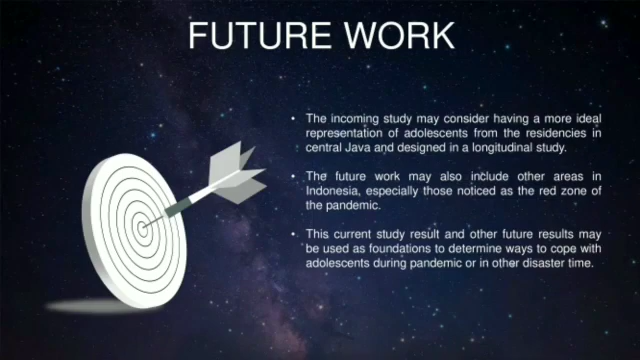 FUTURE WORK
• The incoming study may consider having a more ideal
representation of adolescents from the residencies in
central Java and designed in a longitudinal study.
• The future work may also include other areas in
Indonesia, especially those noticed as the red zone of
the pandemic.
• This current study result and other future results may
be used as foundations to determine ways to cope with
adolescents during pandemic or in other disaster time.